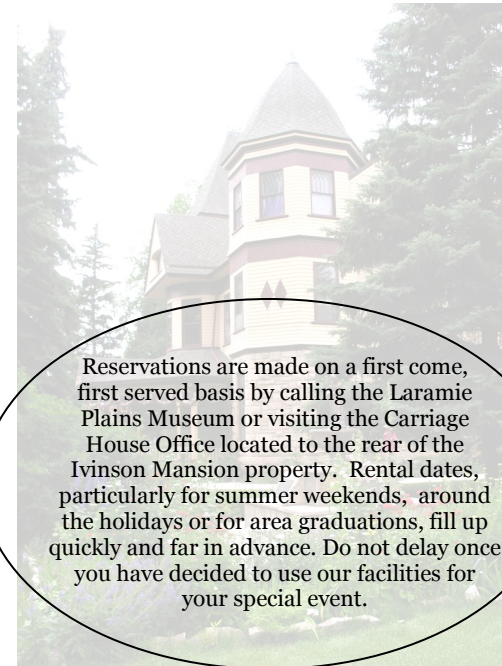 Reservations are made on a first come,
first served basis by calling the Laramie
Plains Museum or visiting the Carriage
House Office located to the rear of the
Ivinson Mansion property.  Rental dates,
particularly for summer weekends,  around
the holidays or for area graduations, fill up
quickly and far in advance. Do not delay once
you have decided to use our facilities for
your special event.